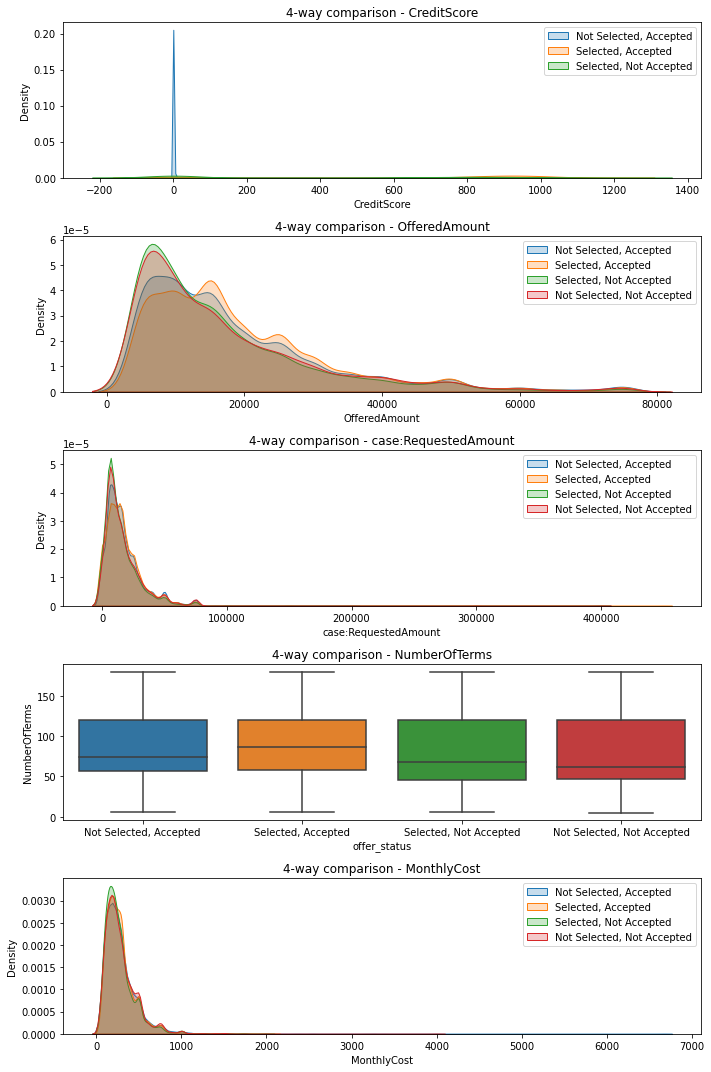 4-way comparison - CreditScore
0.20
0.15
0.10
0.05
0.00
Density
Not Selected, Accepted
Selected, Accepted
Selected, Not Accepted
−200 0 200 400 600 800 1000 1200 1400
CreditScore
4-way comparison - OfferedAmount
1e−5
6
5
4
3
2
1
0
Density
Not Selected, Accepted
Selected, Accepted
Selected, Not Accepted
Not Selected, Not Accepted
0 20000 40000 60000 80000
OfferedAmount
4-way comparison - case:RequestedAmount
1e−5
5
4
3
2
1
0
Density
Not Selected, Accepted
Selected, Accepted
Selected, Not Accepted
Not Selected, Not Accepted
0 100000 200000 300000 400000
case:RequestedAmount
4-way comparison - NumberOfTerms
150
100
50
0
NumberOfTerms
Not Selected, Accepted Selected, Accepted Selected, Not Accepted Not Selected, Not Accepted
offer_status
4-way comparison - MonthlyCost
0.0030
0.0025
0.0020
0.0015
0.0010
0.0005
0.0000
Density
Not Selected, Accepted
Selected, Accepted
Selected, Not Accepted
Not Selected, Not Accepted
0 1000 2000 3000 4000 5000 6000 7000
MonthlyCost